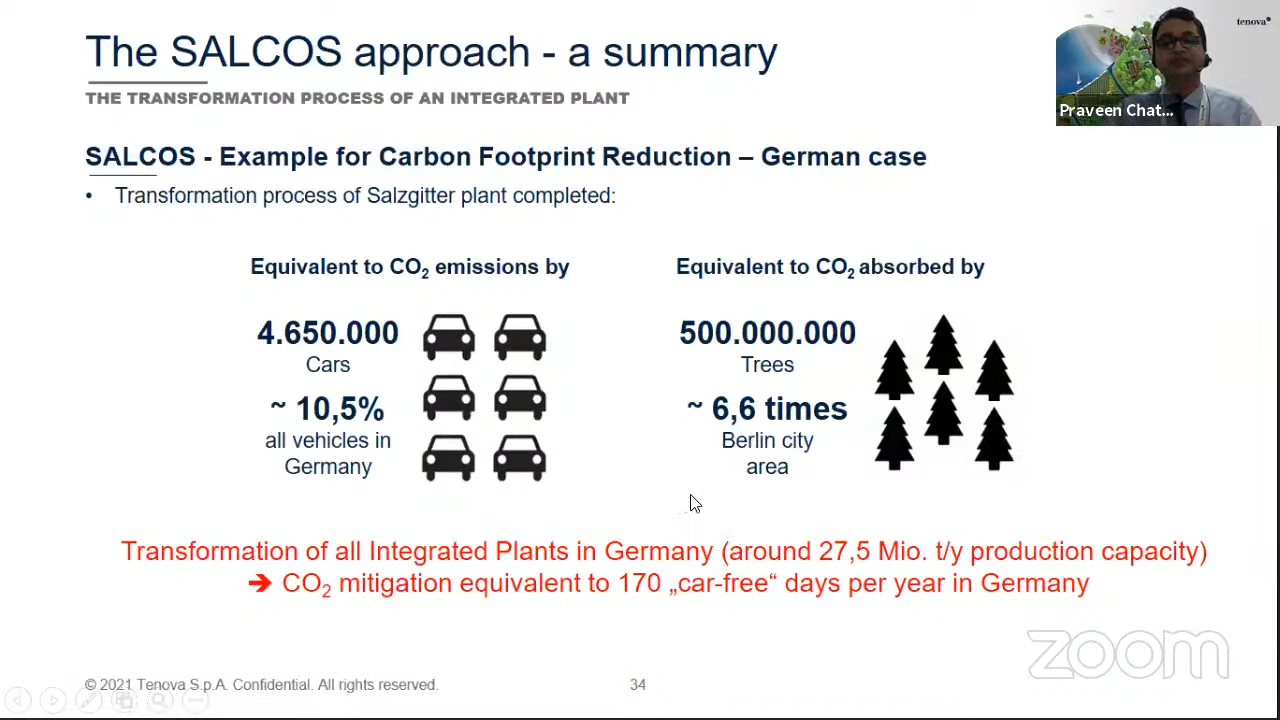 The SALCOS approach - a summary
THE TRANSFORMATION PROCESS OF AN INTEGRATED PLANT
tenova
Praveen Chat...
SALCOS - Example for Carbon Footprint Reduction – German case
• Transformation process of Salzgitter plant completed:
Equivalent to CO₂ emissions by
4.650.000
Cars
~ 10,5%
all vehicles in
Germany
Equivalent to CO₂ absorbed by
500.000.000
Trees
~ 6,6 times
Berlin city
area
Transformation of all Integrated Plants in Germany (around 27,5 Mio. t/y production capacity)
➔ CO₂ mitigation equivalent to 170 „car-free“ days per year in Germany
zoom
© 2021 Tenova S.p.A. Confidential. All rights reserved.
34